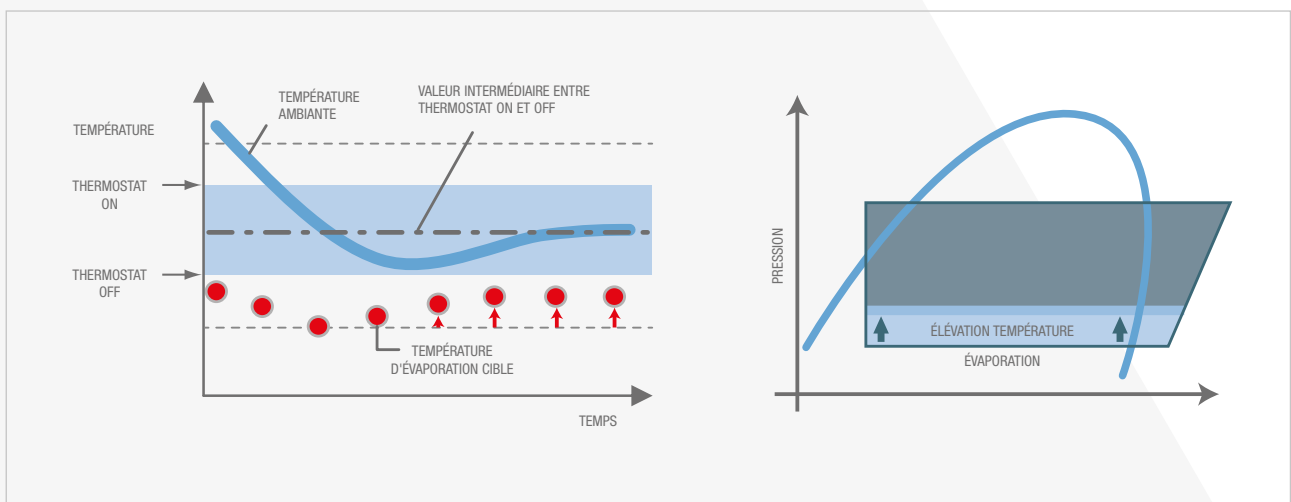 TEMPÉRATURE
AMBIANTE
VALEUR INTERMÉDIAIRE ENTRE
THERMOSTAT ON ET OFF
TEMPÉRATURE
THERMOSTAT
ON
THERMOSTAT
OFF
TEMPÉRATURE
D'ÉVAPORATION CIBLE
TEMPS
PRESSION
ÉLÉVATION TEMPÉRATURE
ÉVAPORATION